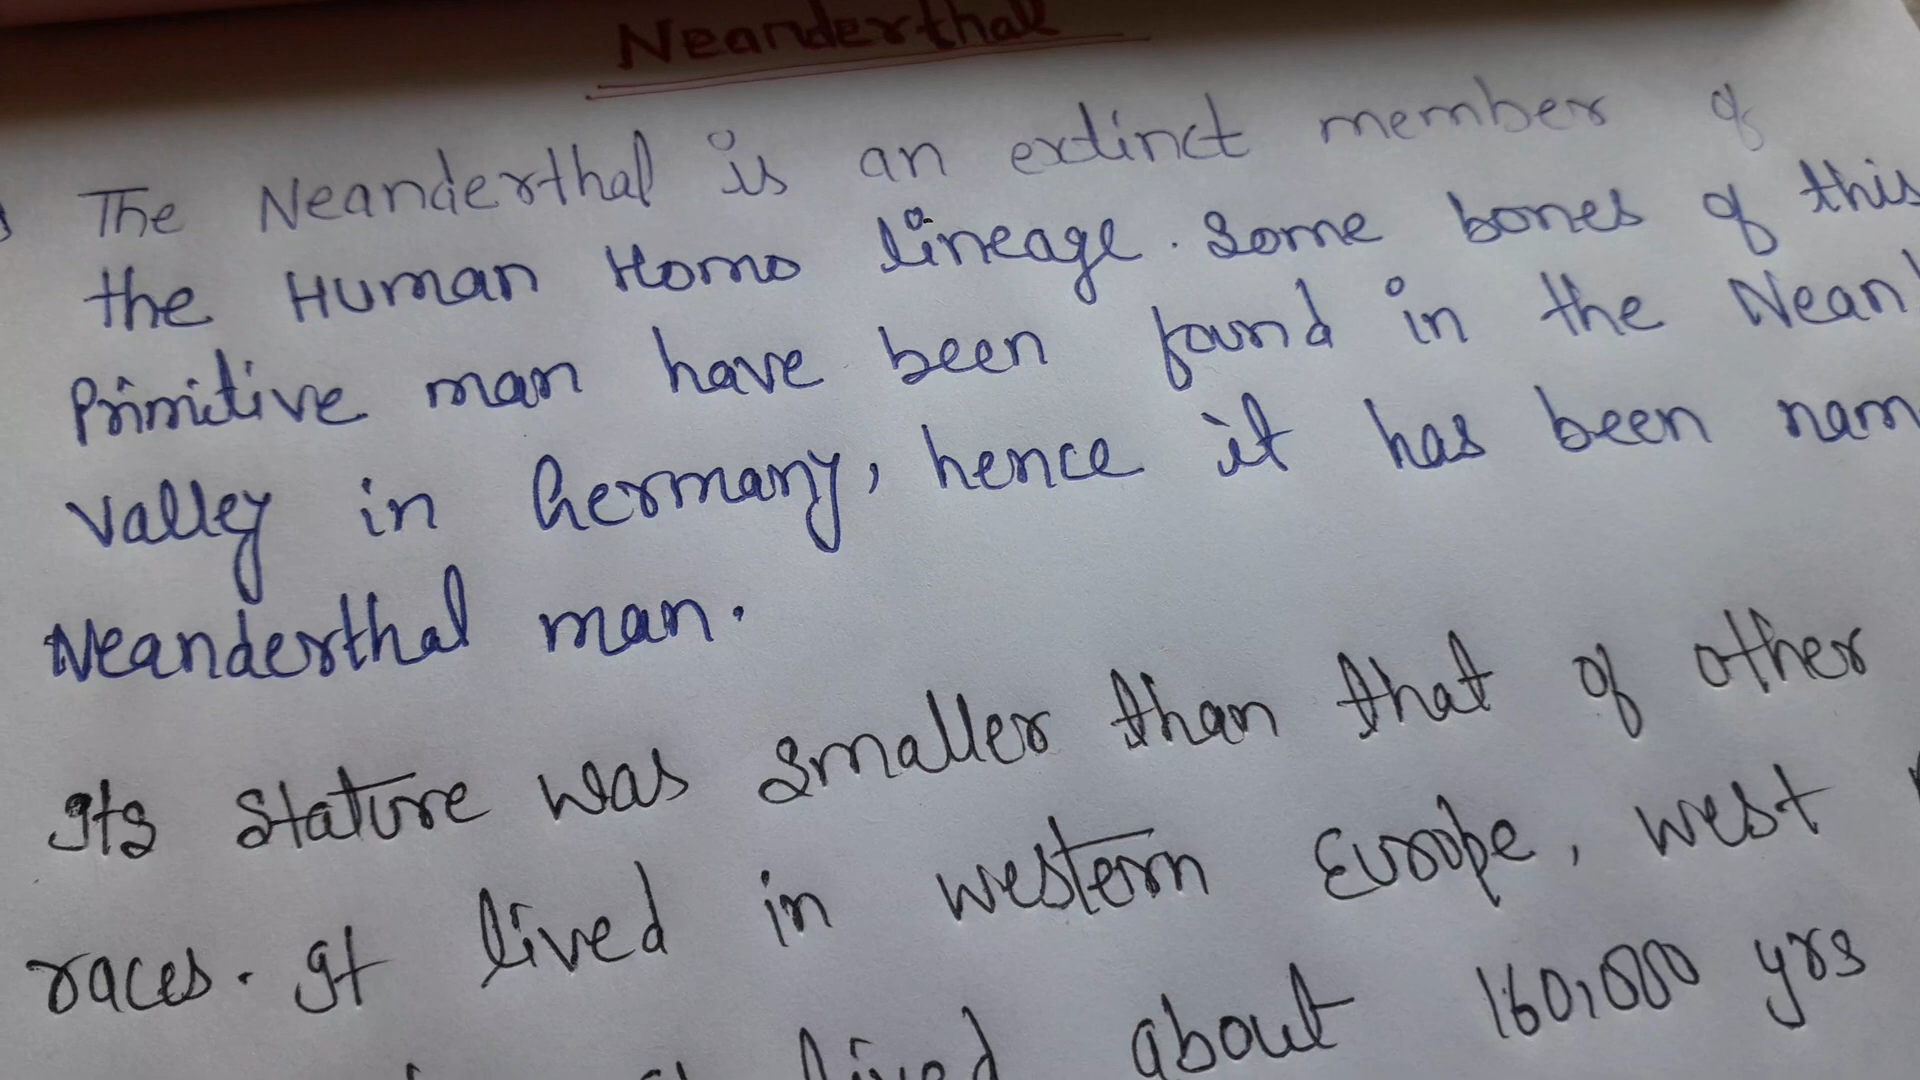 Neanderthal
The Neanderthal is an extinct member of
the Human Homo lineage. Some bones of this
Primitive man have been found in the Nean
valley in Germany, hence it has been nam
Neanderthal man.
Its stature was smaller than that of other
races. It lived in western Europe, west
lived about 160,000 yrs